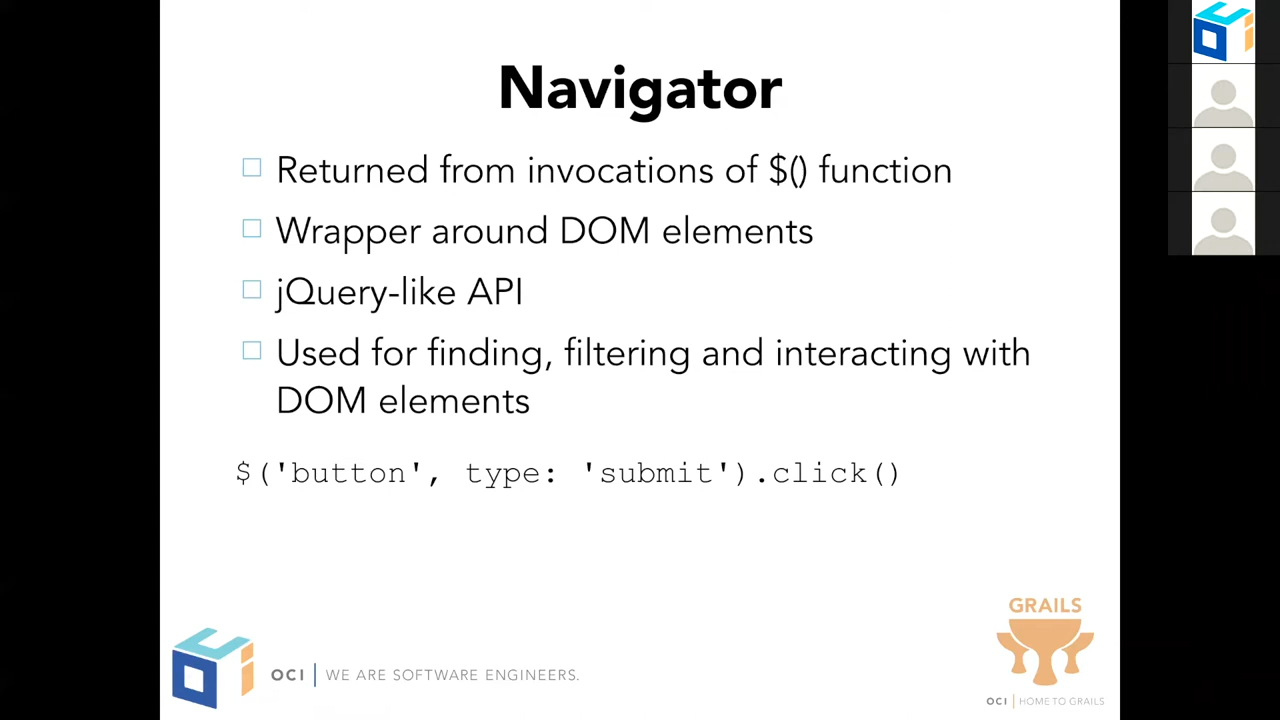 Navigator
Returned from invocations of $() function
Wrapper around DOM elements
jQuery-like API
Used for finding, filtering and interacting with
DOM elements
$('button', type: 'submit').click()
OCI | WE ARE SOFTWARE ENGINEERS.
GRAILS
OCI | HOME TO GRAILS